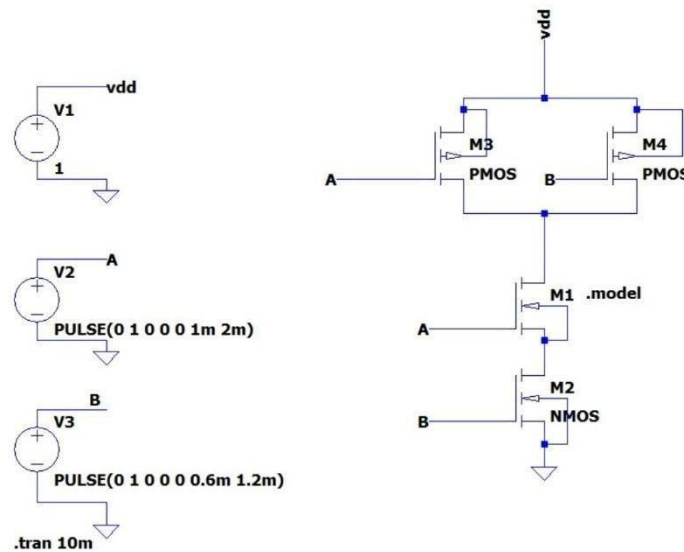 vdd
V1
1
A
V2
PULSE(0 1 0 0 0 1m 2m)
B
V3
PULSE(0 1 0 0 0 0.6m 1.2m)
.tran 10m
vdd
M3
PMOS
A
M4
PMOS
B
M1
.model
A
M2
NMOS
B